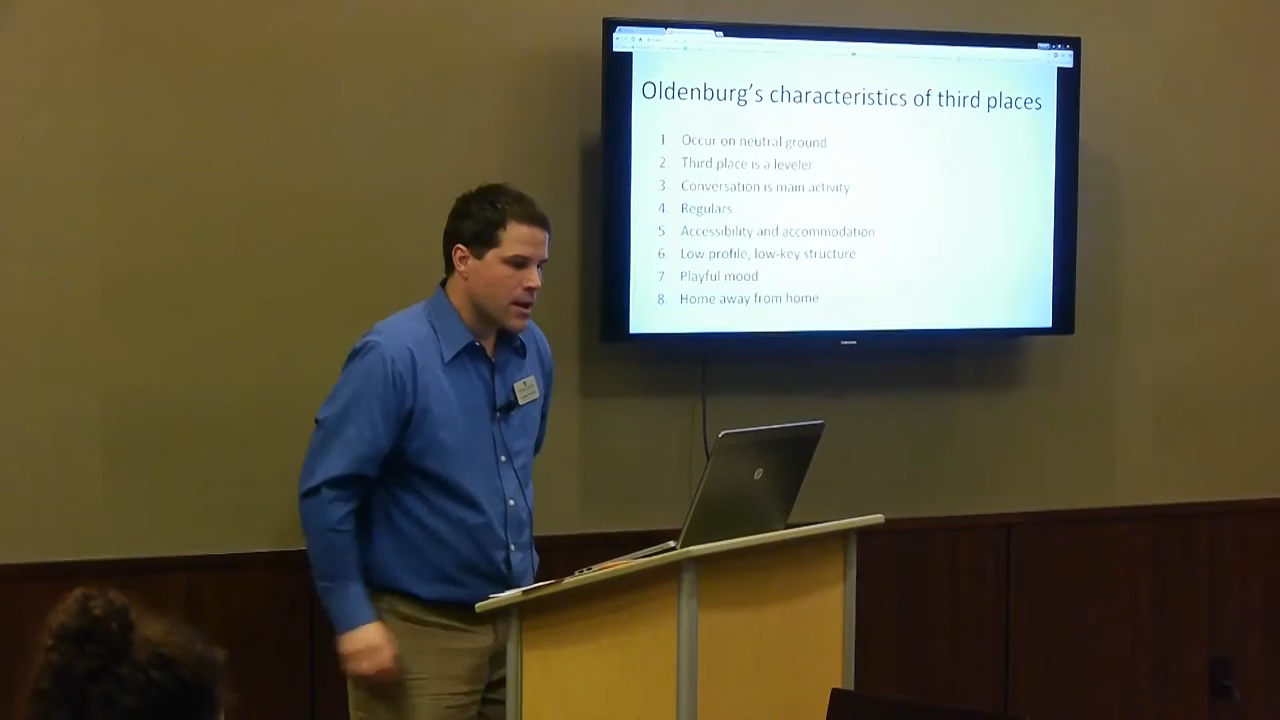 Oldenburg's characteristics of third places
1 Occur on neutral ground
2. Third place is a leveler
3. Conversation is main activity
4. Regulars
5. Accessibility and accommodation
6 Low profile, low-key structure
7. Playful mood
8. Home away from home
SAMSUNG
hp